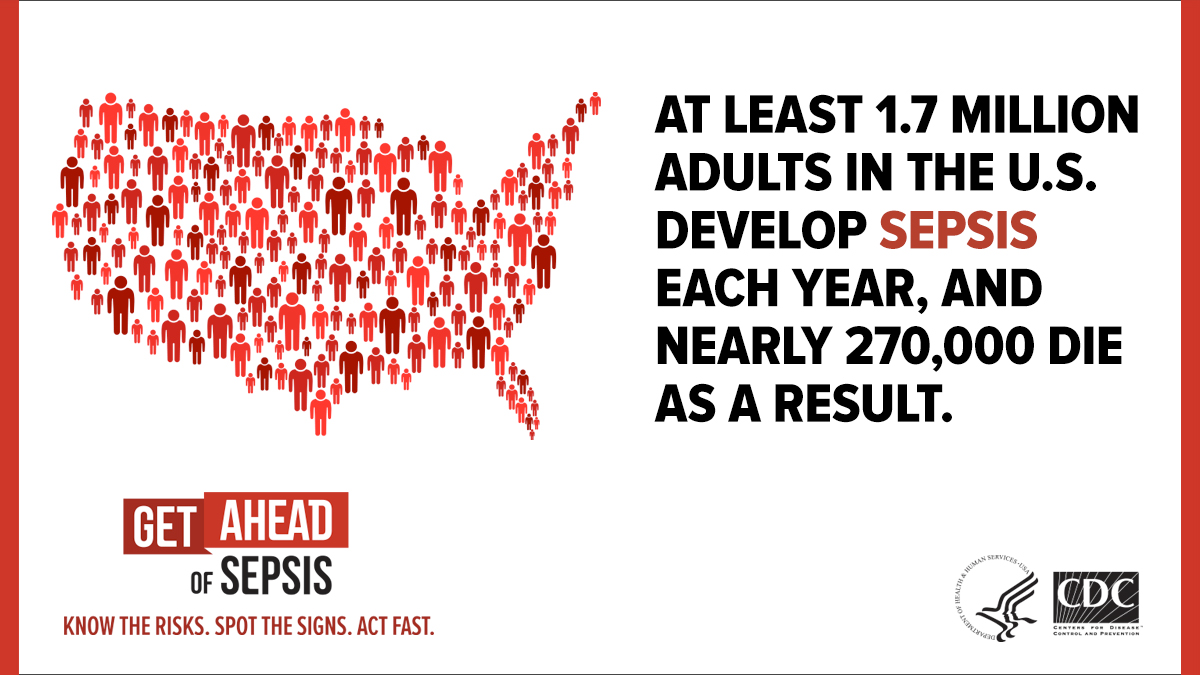 AT LEAST 1.7 MILLION
ADULTS IN THE U.S.
DEVELOP SEPSIS
EACH YEAR, AND
NEARLY 270,000 DIE
AS A RESULT.
GET AHEAD
OF SEPSIS
KNOW THE RISKS. SPOT THE SIGNS. ACT FAST.
DEPARTMENT OF HEALTH & HUMAN SERVICES • USA
CDC
CENTERS FOR DISEASE™
CONTROL AND PREVENTION